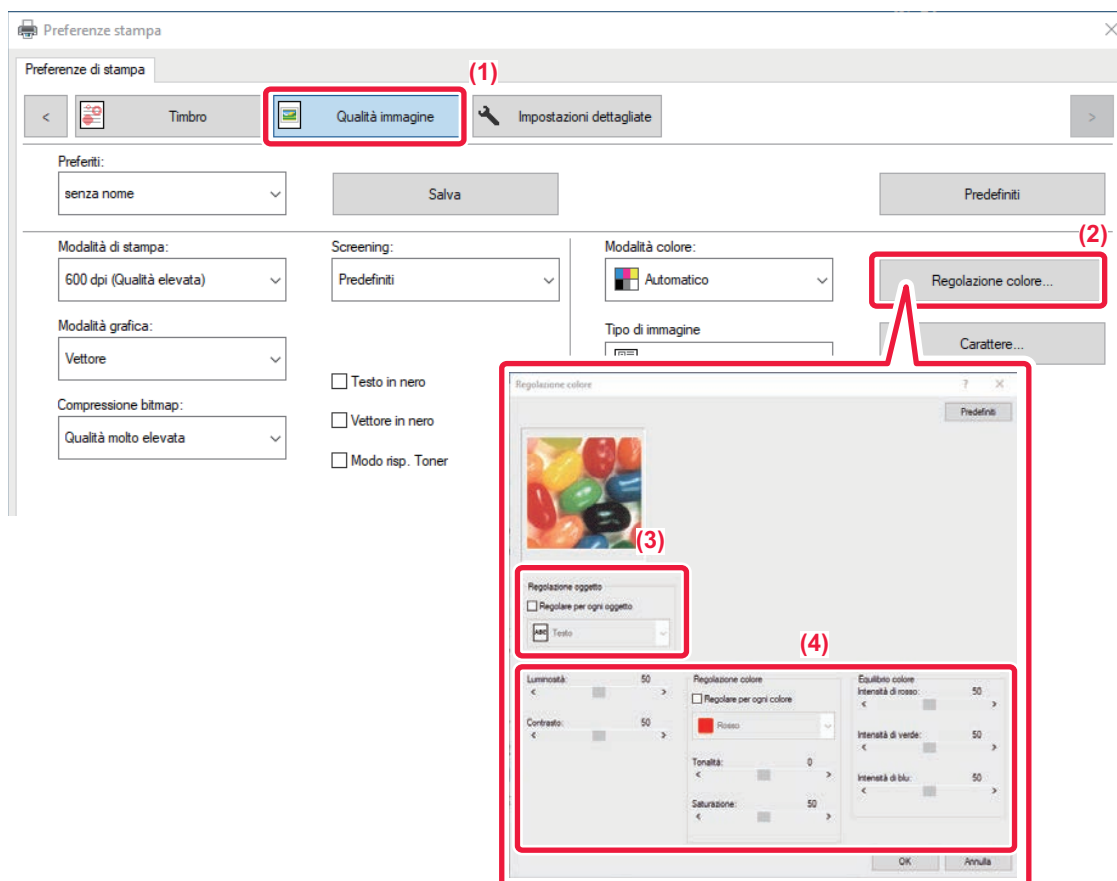 Preferenze stampa
Preferenze di stampa
(1)
< Timbro Qualità immagine Impostazioni dettagliate >
Preferiti:
senza nome Salva Predefiniti
(2)
Modalità di stampa: Screening: Modalità colore:
600 dpi (Qualità elevata) Predefiniti Automatico Regolazione colore...
Modalità grafica: Tipo di immagine
Vettore Carattere...
Testo in nero
Compressione bitmap:
Vettore in nero
Qualità molto elevata
Modo risp. Toner
Regolazione colore ?
Predefiniti
(3)
Regolazione oggetto
Regolare per ogni oggetto
ABC Testo
(4)
Luminosità: 50 Regolazione colore Equilibrio colore
< > Regolare per ogni colore Intensità di rosso: 50
< >
Contrasto: 50 Rosso
< > Intensità di verde: 50
< >
Tonalità: 0
< > Intensità di blu: 50
< >
Saturazione: 50
< >
OK Annulla